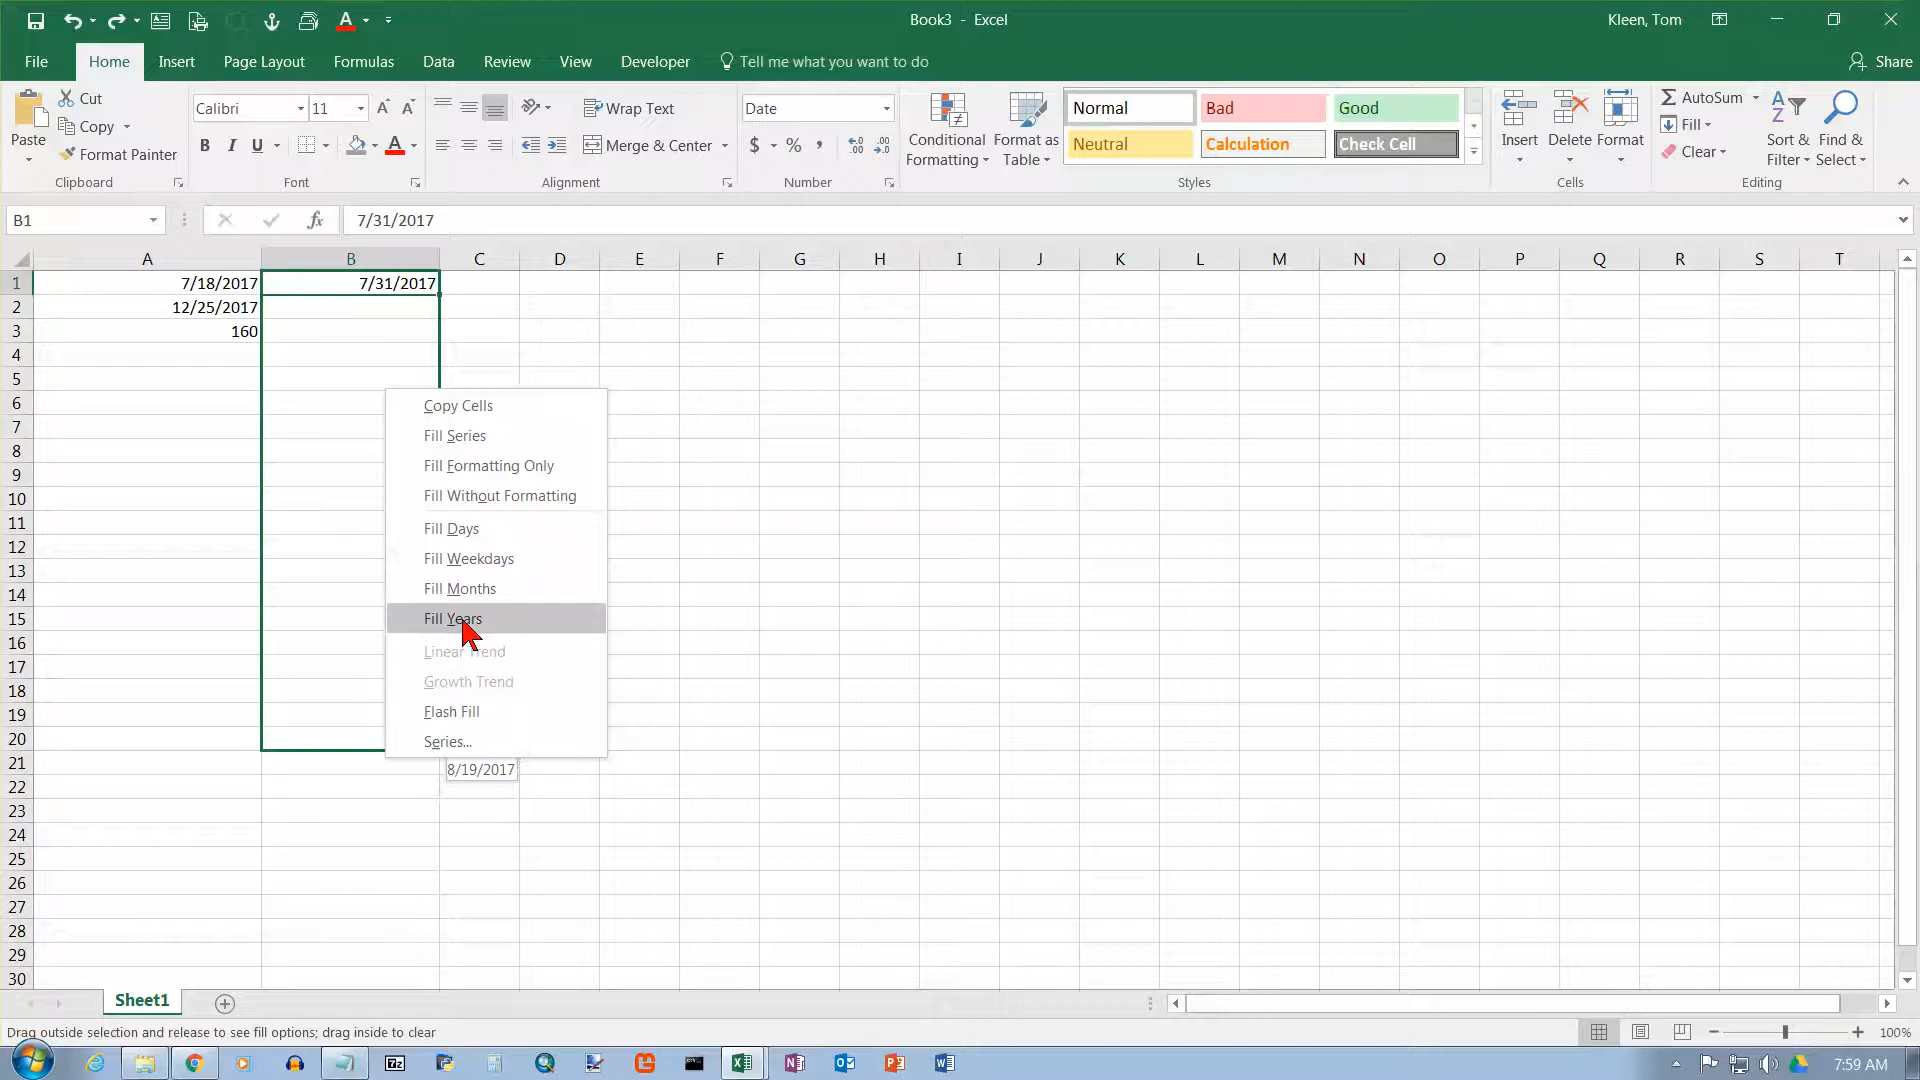 Book3 - Excel
Kleen, Tom
File Home Insert Page Layout Formulas Data Review View Developer Tell me what you want to do Share
Cut
Copy
Format Painter
Paste
Clipboard
Calibri 11
A A
B I U A
Font
Wrap Text
Merge & Center
Alignment
Date
$ % ,
Number
Conditional Formatting
Format as Table
Normal Bad Good
Neutral Calculation Check Cell
Styles
Insert Delete Format
Cells
AutoSum
Fill
Clear
Sort & Filter
Find & Select
Editing
B1 fx 7/31/2017
A B C D E F G H I J K L M N O P Q R S T
1 7/18/2017 7/31/2017
2 12/25/2017
3 160
4
5
6
7
8
9
10
11
12
13
14
15
16
17
18
19
20
21
22
23
24
25
26
27
28
29
30
Copy Cells
Fill Series
Fill Formatting Only
Fill Without Formatting
Fill Days
Fill Weekdays
Fill Months
Fill Years
Linear Trend
Growth Trend
Flash Fill
Series...
8/19/2017
Sheet1
Drag outside selection and release to see fill options; drag inside to clear
100%
7:59 AM